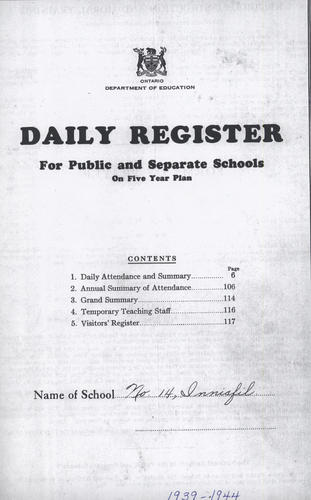 ONTARIO
DEPARTMENT OF EDUCATION
DAILY REGISTER
For Public and Separate Schools
On Five Year Plan
CONTENTS
Page
1. Daily Attendance and Summary 6
2. Annual Summary of Attendance 106
3. Grand Summary 114
4. Temporary Teaching Staff 116
5. Visitors' Register 117
Name of School No. 14, Innisfil
1939-1944